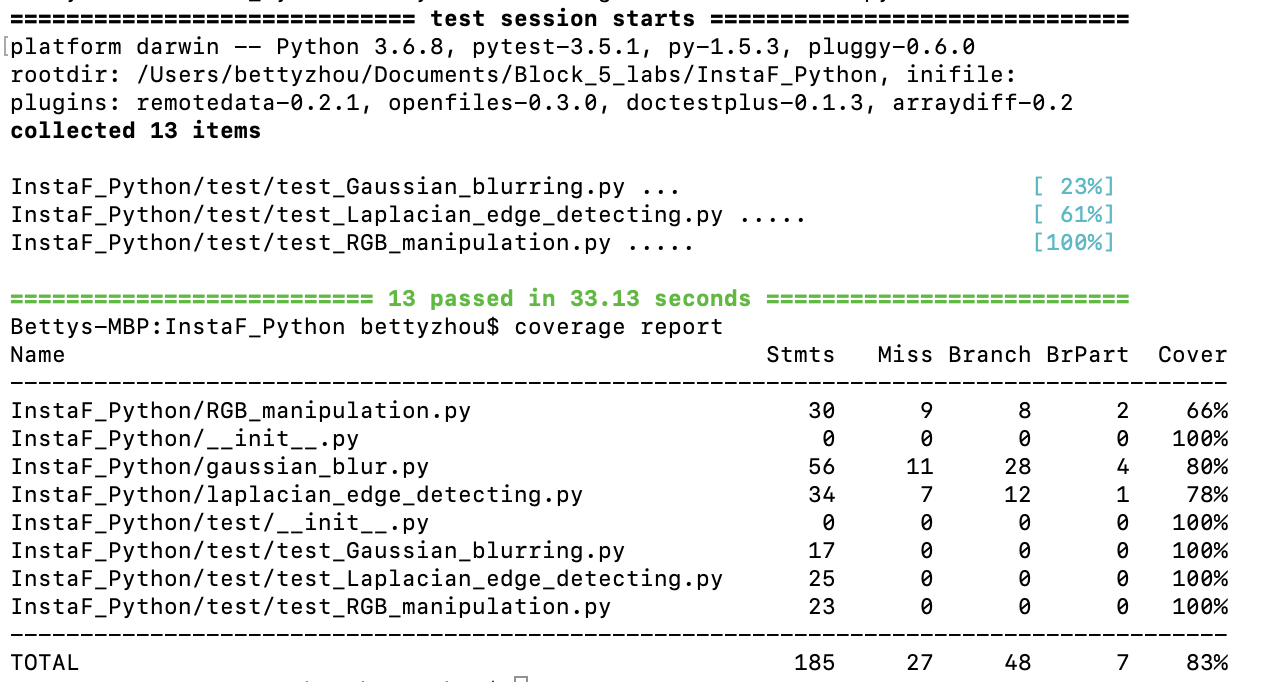 ============================= test session starts ==============================
platform darwin -- Python 3.6.8, pytest-3.5.1, py-1.5.3, pluggy-0.6.0
rootdir: /Users/bettyzhou/Documents/Block_5_labs/InstaF_Python, inifile:
plugins: remotedata-0.2.1, openfiles-0.3.0, doctestplus-0.1.3, arraydiff-0.2
collected 13 items
InstaF_Python/test/test_Gaussian_blurring.py ... [ 23%]
InstaF_Python/test/test_Laplacian_edge_detecting.py ..... [ 61%]
InstaF_Python/test/test_RGB_manipulation.py ..... [100%]
========================== 13 passed in 33.13 seconds ==========================
Bettys-MBP:InstaF_Python bettyzhou$ coverage report
Name Stmts Miss Branch BrPart Cover
---------------------------------------------------------------------------------------
InstaF_Python/RGB_manipulation.py 30 9 8 2 66%
InstaF_Python/__init__.py 0 0 0 0 100%
InstaF_Python/gaussian_blur.py 56 11 28 4 80%
InstaF_Python/laplacian_edge_detecting.py 34 7 12 1 78%
InstaF_Python/test/__init__.py 0 0 0 0 100%
InstaF_Python/test/test_Gaussian_blurring.py 17 0 0 0 100%
InstaF_Python/test/test_Laplacian_edge_detecting.py 25 0 0 0 100%
InstaF_Python/test/test_RGB_manipulation.py 23 0 0 0 100%
---------------------------------------------------------------------------------------
TOTAL 185 27 48 7 83%